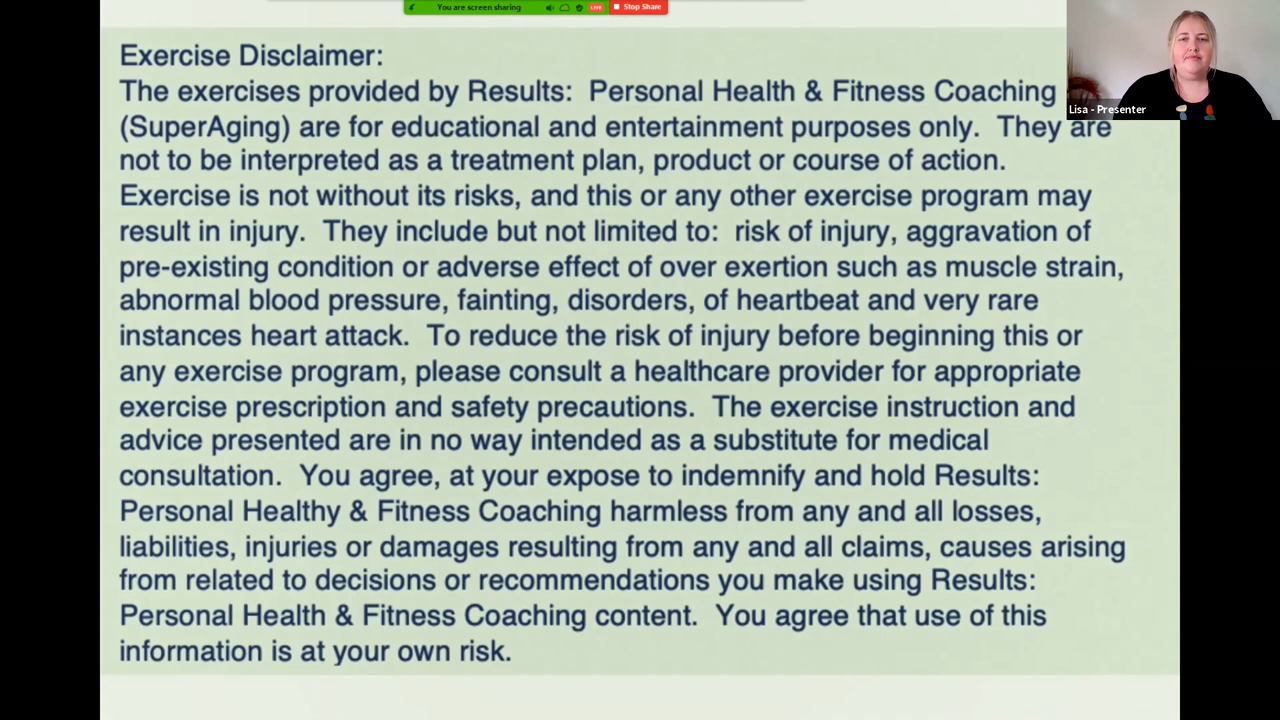 You are screen sharing LIVE Stop Share
Lisa - Presenter
Exercise Disclaimer:
The exercises provided by Results:  Personal Health & Fitness Coaching
(SuperAging) are for educational and entertainment purposes only.  They are
not to be interpreted as a treatment plan, product or course of action.
Exercise is not without its risks, and this or any other exercise program may
result in injury.  They include but not limited to:  risk of injury, aggravation of
pre-existing condition or adverse effect of over exertion such as muscle strain,
abnormal blood pressure, fainting, disorders, of heartbeat and very rare
instances heart attack.  To reduce the risk of injury before beginning this or
any exercise program, please consult a healthcare provider for appropriate
exercise prescription and safety precautions.  The exercise instruction and
advice presented are in no way intended as a substitute for medical
consultation.  You agree, at your expose to indemnify and hold Results:
Personal Healthy & Fitness Coaching harmless from any and all losses,
liabilities, injuries or damages resulting from any and all claims, causes arising
from related to decisions or recommendations you make using Results:
Personal Health & Fitness Coaching content.  You agree that use of this
information is at your own risk.